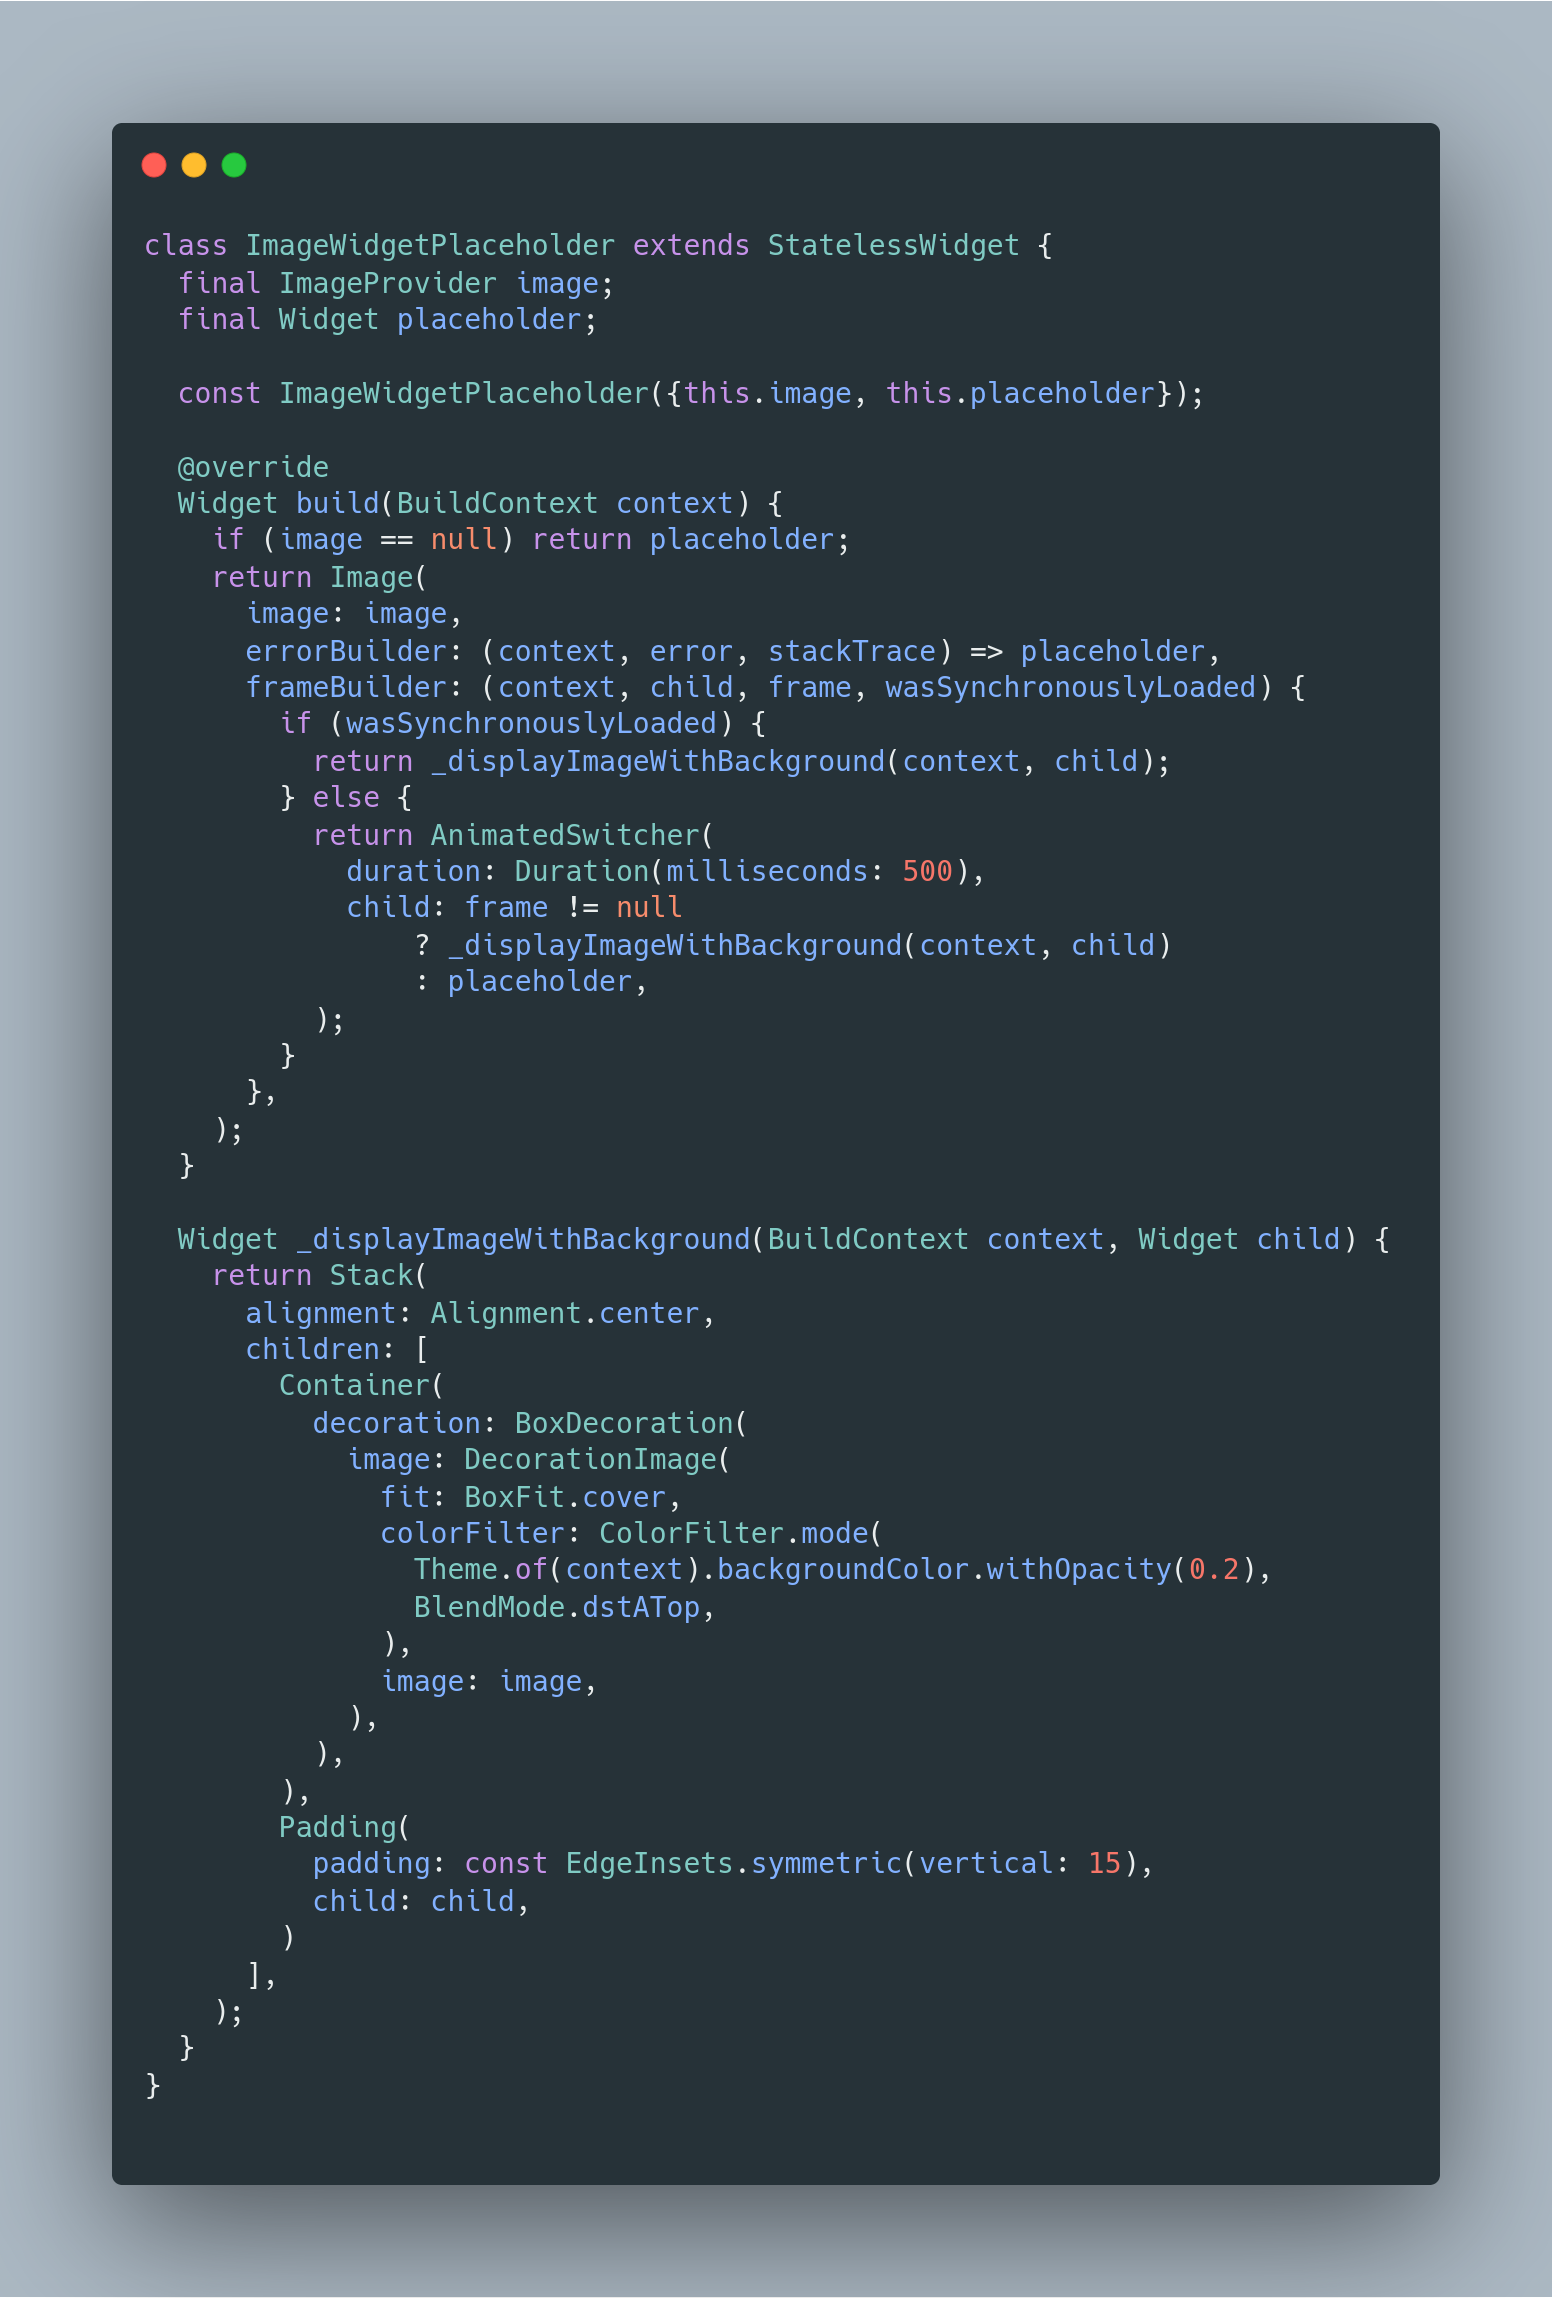 class ImageWidgetPlaceholder extends StatelessWidget {
  final ImageProvider image;
  final Widget placeholder;

  const ImageWidgetPlaceholder({this.image, this.placeholder});

  @override
  Widget build(BuildContext context) {
    if (image == null) return placeholder;
    return Image(
      image: image,
      errorBuilder: (context, error, stackTrace) => placeholder,
      frameBuilder: (context, child, frame, wasSynchronouslyLoaded) {
        if (wasSynchronouslyLoaded) {
          return _displayImageWithBackground(context, child);
        } else {
          return AnimatedSwitcher(
            duration: Duration(milliseconds: 500),
            child: frame != null
                ? _displayImageWithBackground(context, child)
                : placeholder,
          );
        }
      },
    );
  }

  Widget _displayImageWithBackground(BuildContext context, Widget child) {
    return Stack(
      alignment: Alignment.center,
      children: [
        Container(
          decoration: BoxDecoration(
            image: DecorationImage(
              fit: BoxFit.cover,
              colorFilter: ColorFilter.mode(
                Theme.of(context).backgroundColor.withOpacity(0.2),
                BlendMode.dstATop,
              ),
              image: image,
            ),
          ),
        ),
        Padding(
          padding: const EdgeInsets.symmetric(vertical: 15),
          child: child,
        )
      ],
    );
  }
}